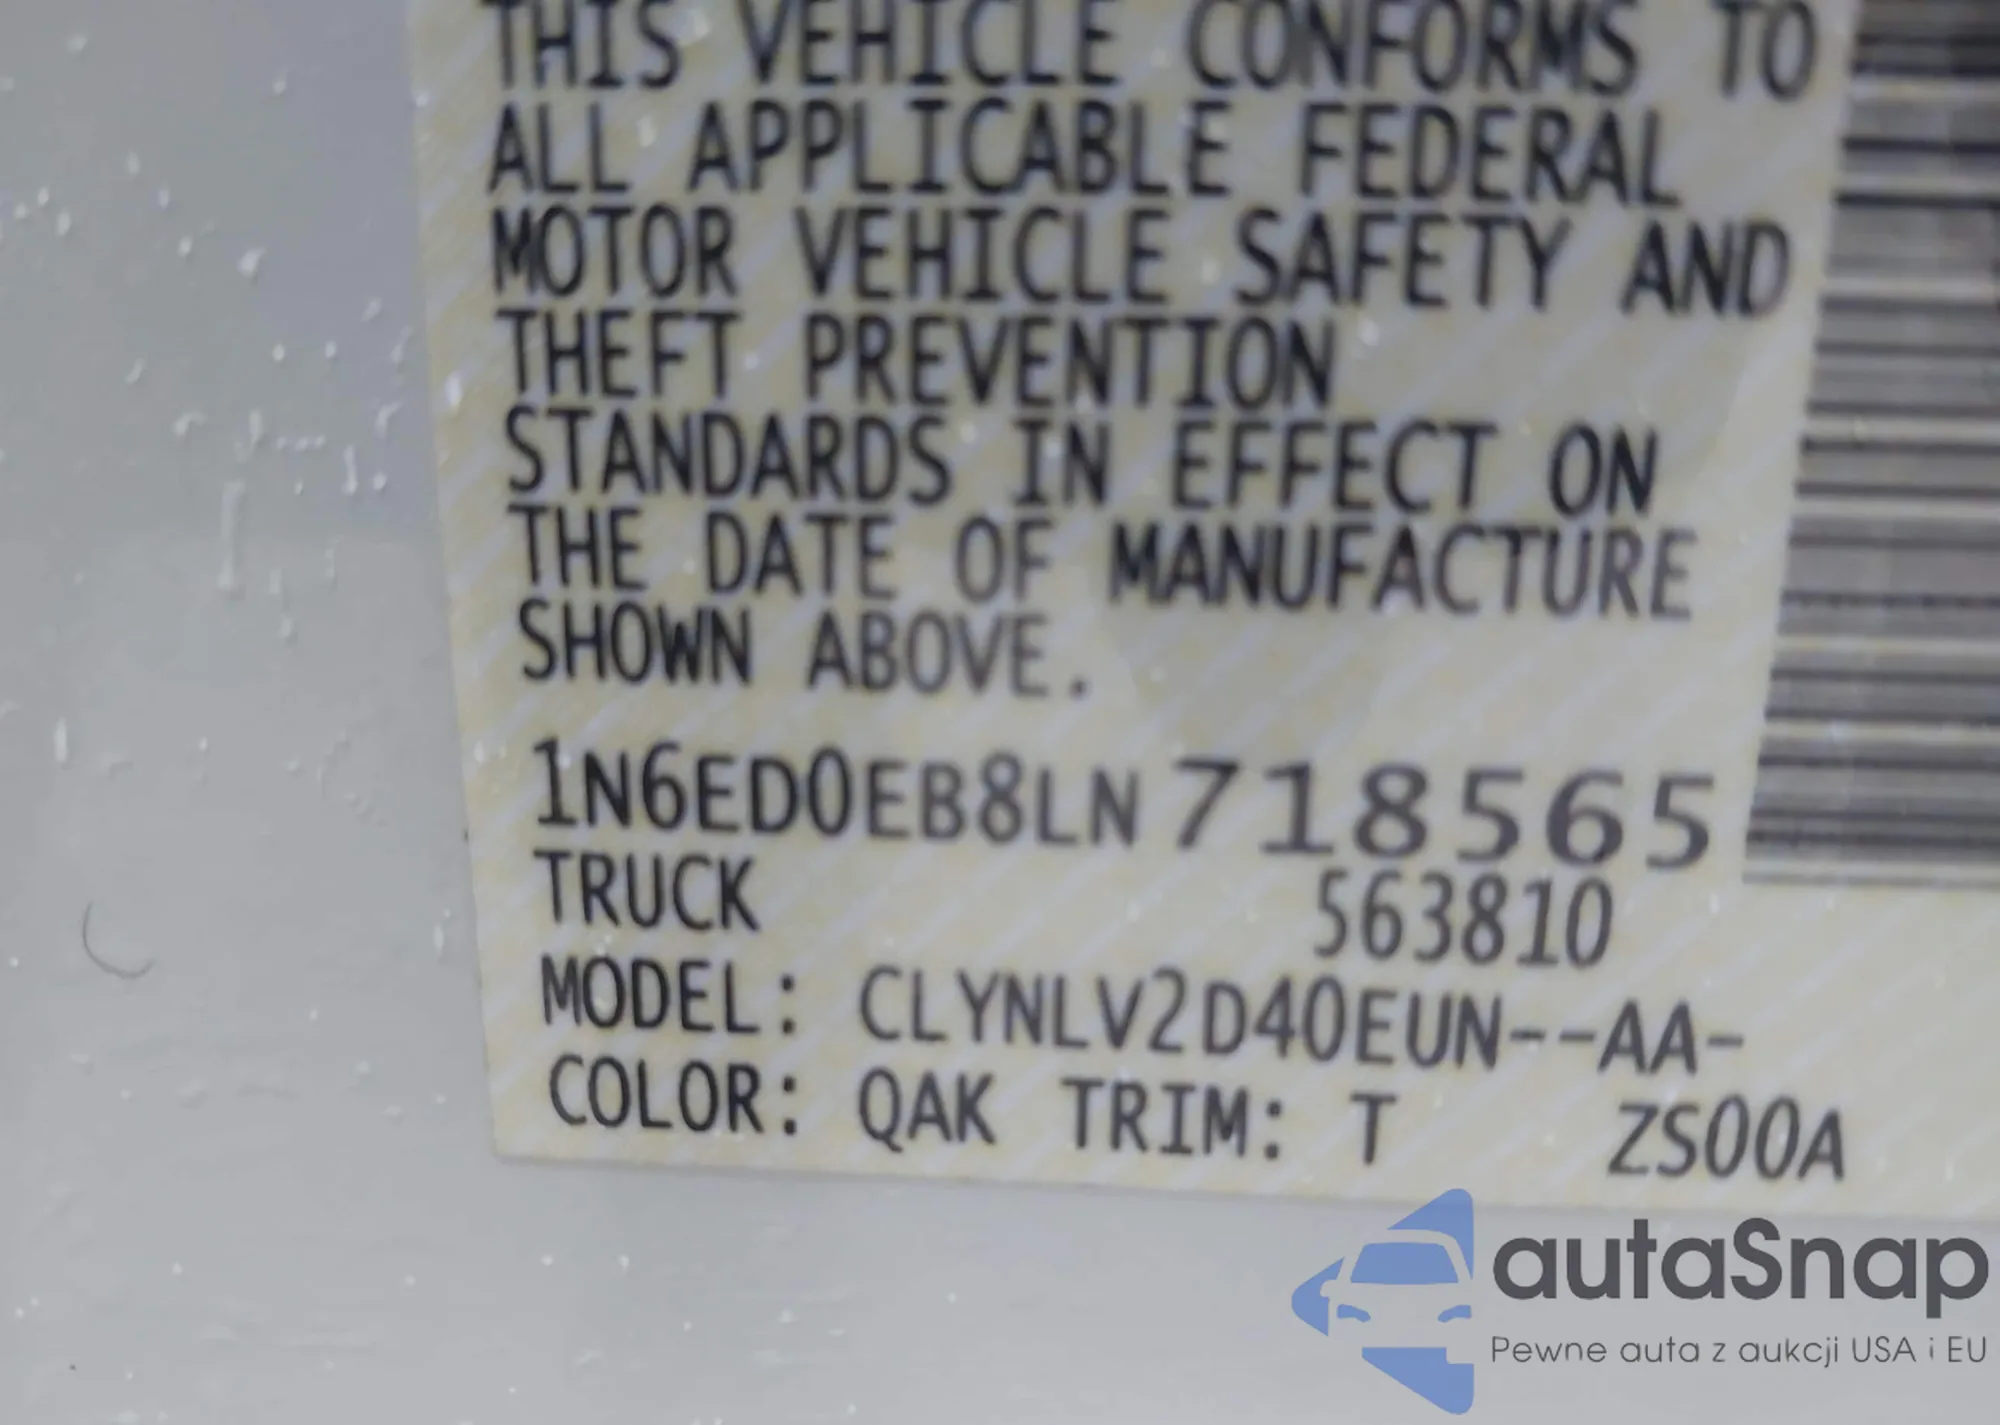 THIS VEHICLE CONFORMS TO
ALL APPLICABLE FEDERAL
MOTOR VEHICLE SAFETY AND
THEFT PREVENTION
STANDARDS IN EFFECT ON
THE DATE OF MANUFACTURE
SHOWN ABOVE.
1N6ED0EB8LN718565
TRUCK 563810
MODEL: CLYNLV2D40EUN--AA-
COLOR: QAK TRIM: T ZS00A
autaSnap
Pewne auta z aukcji USA i EU